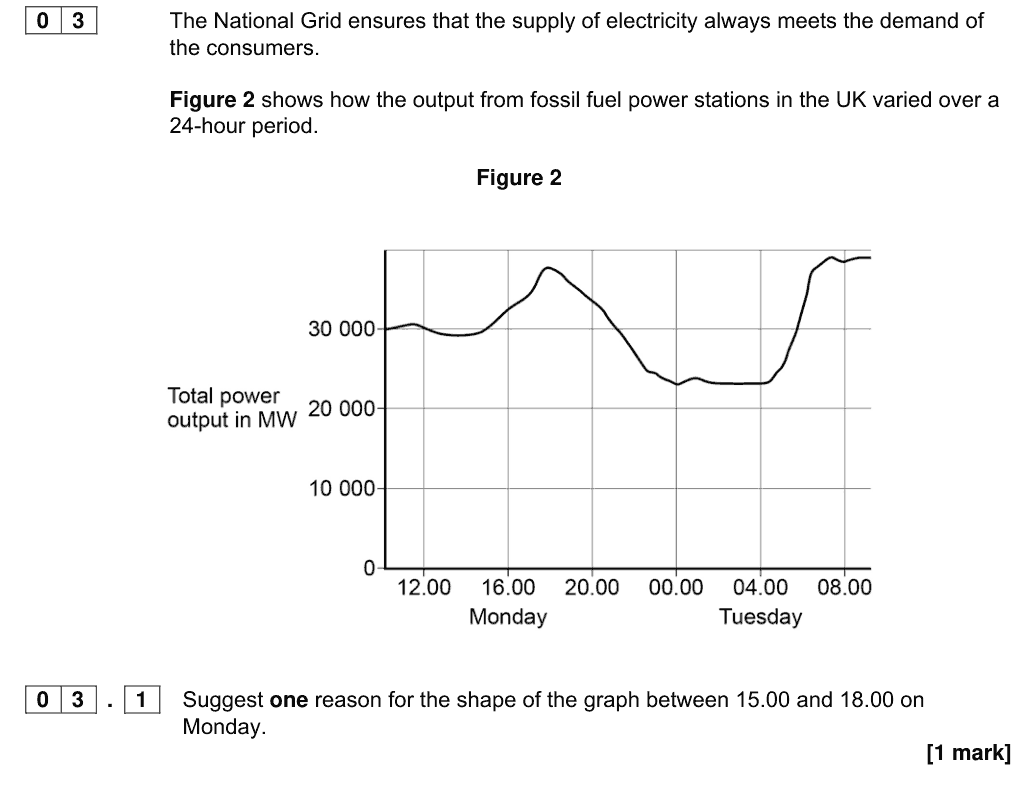 0 3 The National Grid ensures that the supply of electricity always meets the demand of
the consumers.
Figure 2 shows how the output from fossil fuel power stations in the UK varied over a
24-hour period.
Figure 2
30 000
Total power
output in MW
20 000
10 000
0
12.00 16.00 20.00 00.00 04.00 08.00
Monday Tuesday
0 3 . 1 Suggest one reason for the shape of the graph between 15.00 and 18.00 on
Monday.
[1 mark]